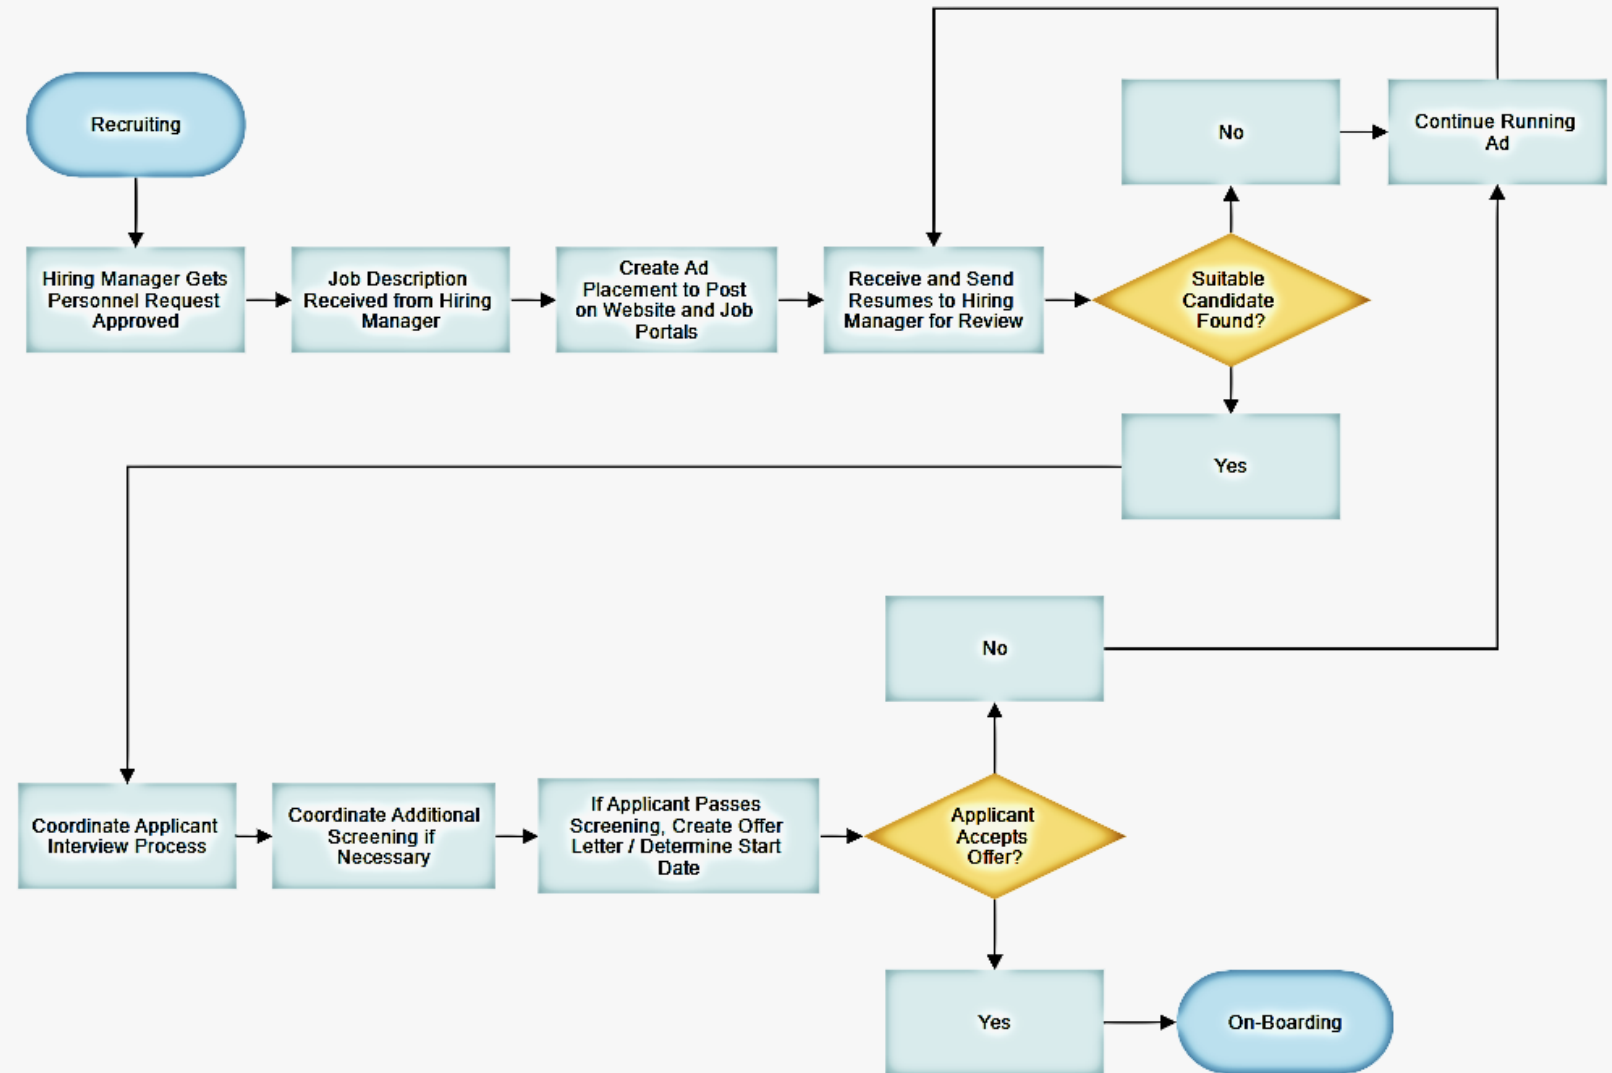 Recruiting
Hiring Manager Gets
Personnel Request
Approved
Job Description
Received from Hiring
Manager
Create Ad
Placement to Post
on Website and Job
Portals
Receive and Send
Resumes to Hiring
Manager for Review
Suitable
Candidate
Found?
No
Continue Running
Ad
Yes
Coordinate Applicant
Interview Process
Coordinate Additional
Screening if
Necessary
If Applicant Passes
Screening, Create Offer
Letter / Determine Start
Date
Applicant
Accepts
Offer?
No
Yes
On-Boarding